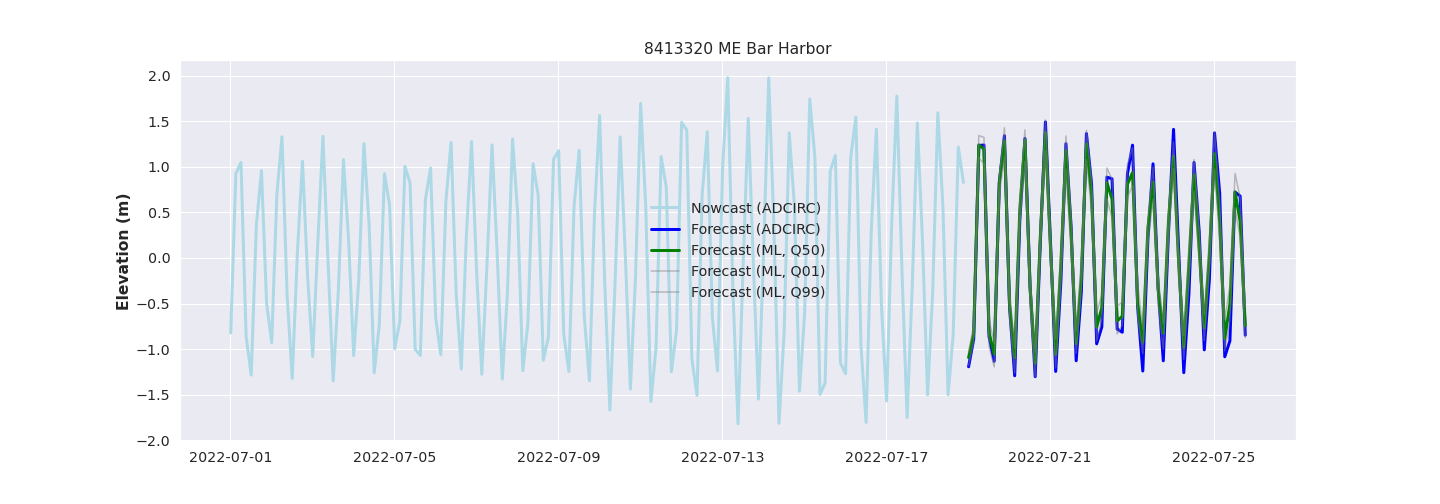 8413320 ME Bar Harbor
Elevation (m)
2.0
1.5
1.0
0.5
0.0
−0.5
−1.0
−1.5
−2.0
Nowcast (ADCIRC)
Forecast (ADCIRC)
Forecast (ML, Q50)
Forecast (ML, Q01)
Forecast (ML, Q99)
2022-07-01 2022-07-05 2022-07-09 2022-07-13 2022-07-17 2022-07-21 2022-07-25